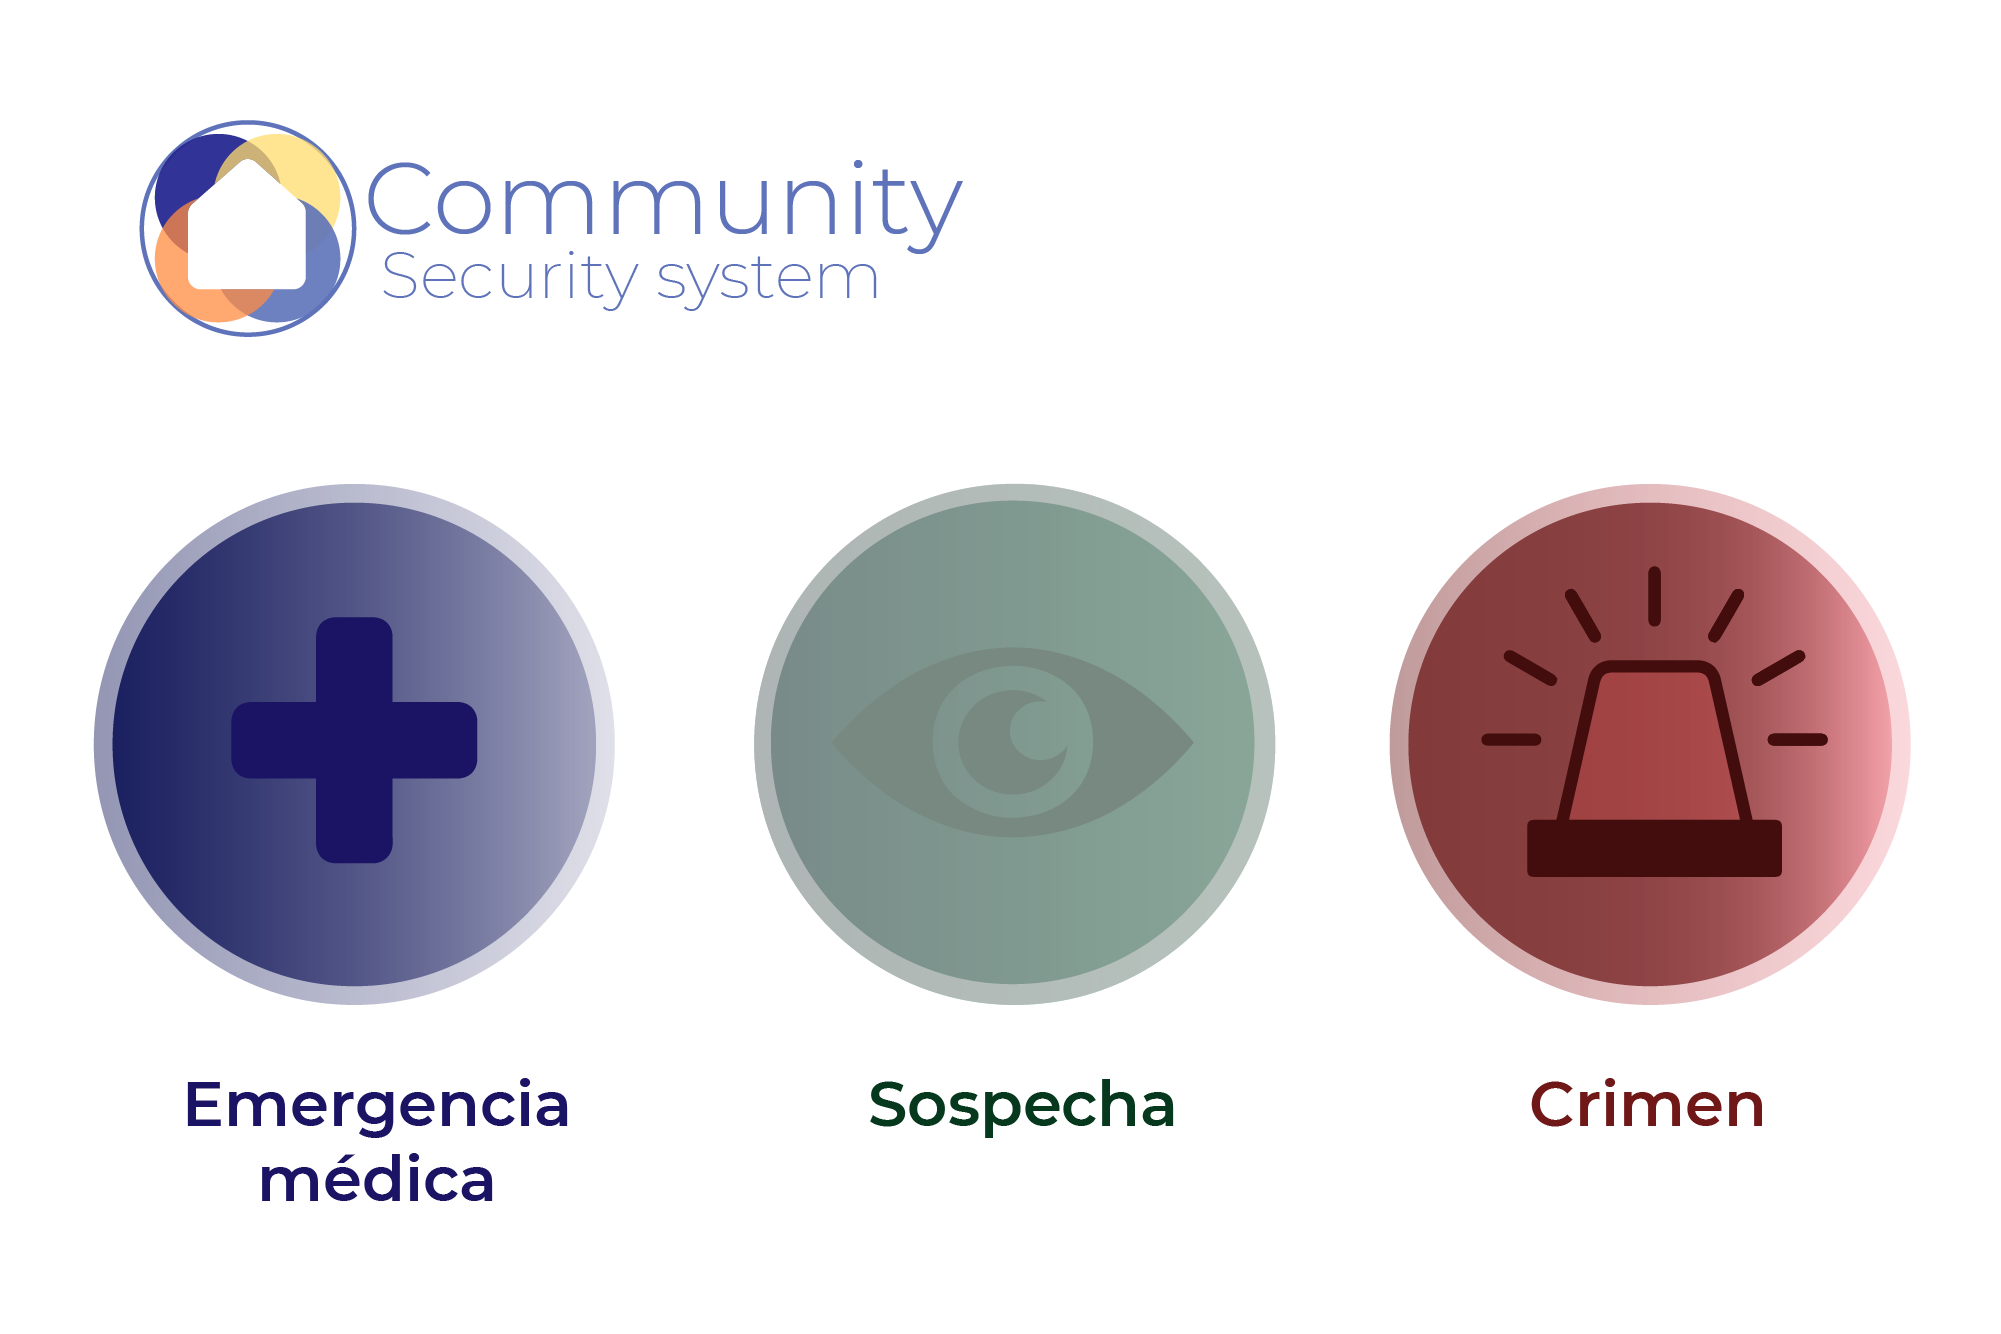 Community
Security system
Emergencia
médica
Sospecha
Crimen